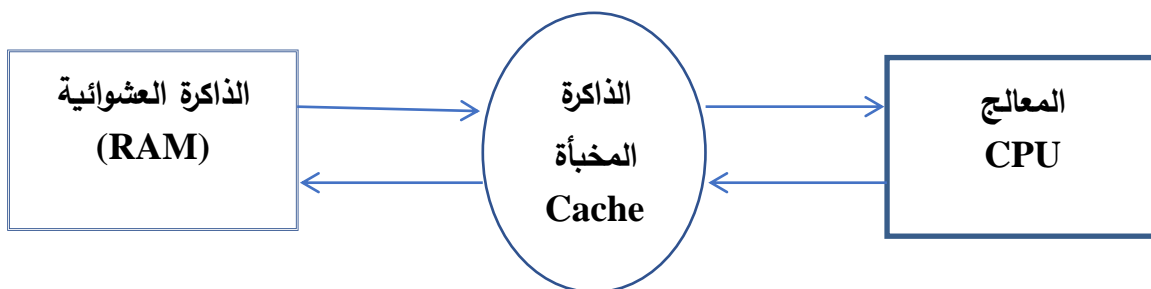 الذاكرة العشوائية
(RAM)
الذاكرة
المخبأة
Cache
المعالج
CPU